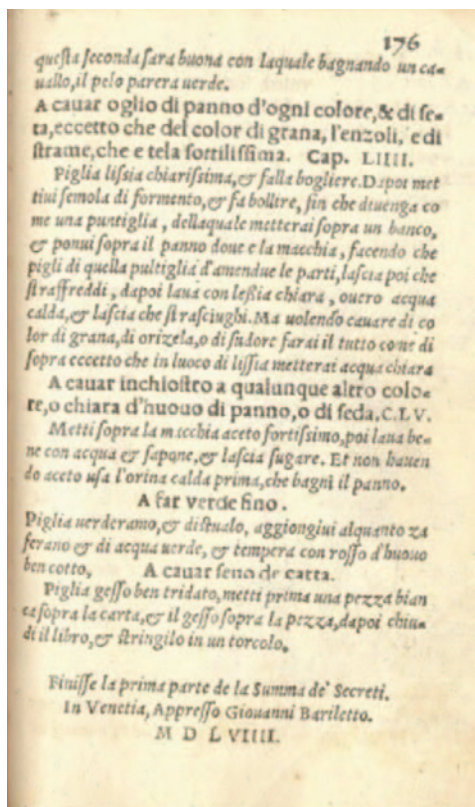 176
questa seconda sara buona con laquale bagnando un ca-
uallo, il pelo parera uerde.
A cauar oglio di panno d'ogni colore, & di se-
ta, eccetto che del color di grana, l'enzoli, e di
strame, che e tela sottilissima. Cap. LIIII.
Piglia lissia chiarissima, & falla bogliere. Dapoi met
tiui semola di formento, & fa bollire, fin che diuenga co
me una puntiglia, dellaquale metterai sopra un banco,
& ponui sopra il panno doue e la macchia, facendo che
pigli di quella pultiglia d'amendue le parti, lascia poi che
si raffreddi, dapoi laua con lessia chiara, ouero acqua
calda, & lascia che si rasciughi. Ma uolendo cauare di co
lor di grana, di orizela, o di sudore farai il tutto come di
sopra eccetto che in luoco di lissia metterai acqua chiara
A cauar inchiostro a qualunque altro colo-
re, o chiara d'huouo di panno, o di seda. C. LV.
Metti sopra la macchia aceto fortissimo, poi laua be-
ne con acqua & sapone, & lascia sugare. Et non hauen
do aceto usa l'orina calda prima, che bagni il panno.
A far verde fino.
Piglia uerderamo, & distualo, aggiongiui alquanto za
ferano & di acqua uerde, & tempera con rosso d'huouo
ben cotto. A cauar seuo de carta.
Piglia gesso ben tridato, metti prima una pezza bian
ca sopra la carta, & il gesso sopra la pezza, dapoi chiu-
di il libro, & stringilo in un torcolo.
Finisse la prima parte de la Summa de' Secreti.
In Venetia, Appresso Giouanni Bariletto.
M D L VIIII.